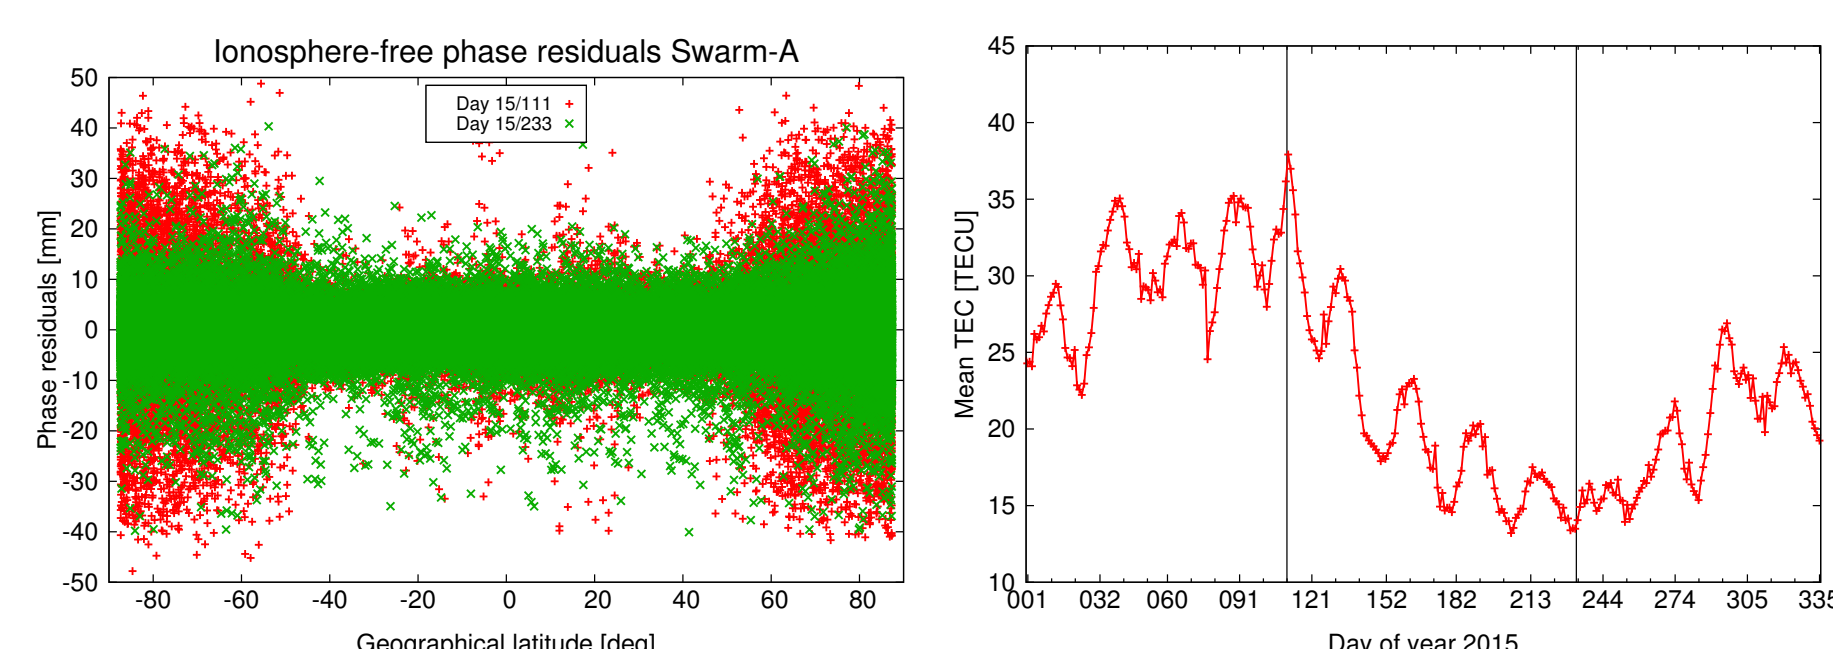 Ionosphere-free phase residuals Swarm-A
50
40
30
20
10
0
-10
-20
-30
-40
-50
Phase residuals [mm]
Day 15/111
Day 15/233
-80 -60 -40 -20 0 20 40 60 80
Geographical latitude [deg]
45
40
35
30
25
20
15
10
Mean TEC [TECU]
001 032 060 091 121 152 182 213 244 274 305 335
Day of year 2015